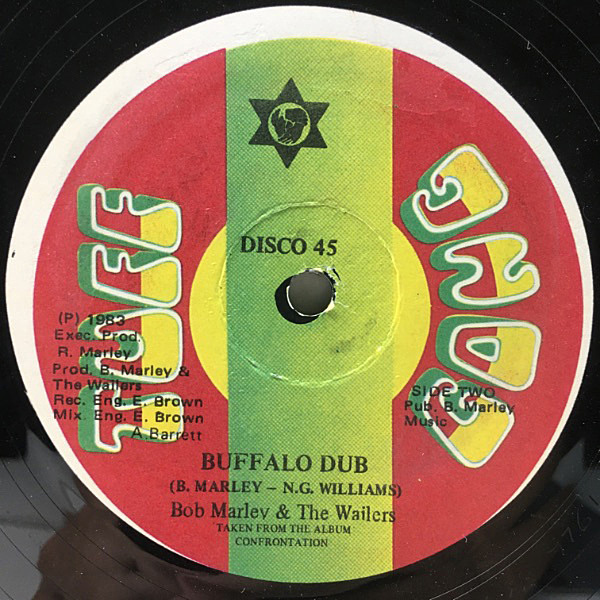 TUFF
GONG
DISCO 45
(P) 1983
Exec. Prod.
R. Marley
Prod. B. Marley &
The Wailers
Rec. Eng. E. Brown
Mix. Eng. E. Brown
A.Barrett
SIDE TWO
Pub. B. Marley
Music
BUFFALO DUB
(B. MARLEY – N.G. WILLIAMS)
Bob Marley & The Wailers
TAKEN FROM THE ALBUM
CONFRONTATION